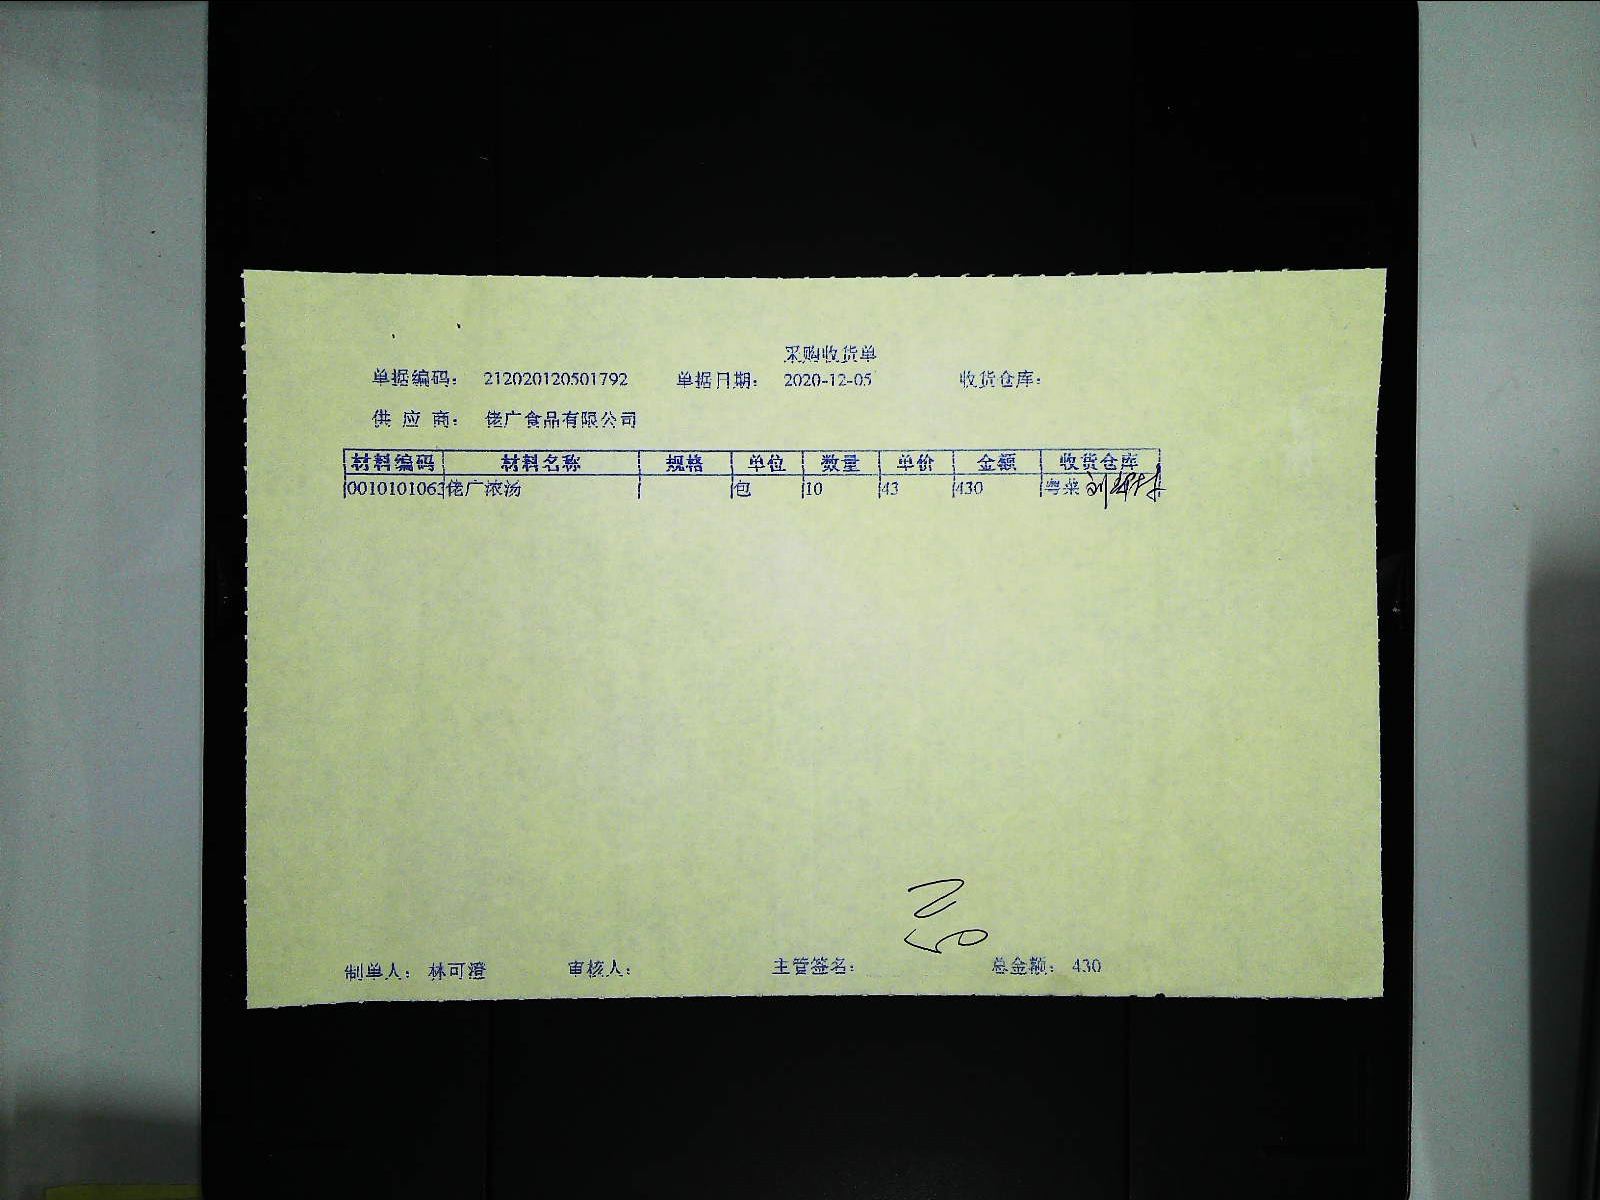 采购收货单
单据编码： 212020120501792 单据日期： 2020-12-05 收货仓库：
供 应 商： 佬广食品有限公司
材料编码 材料名称 规格 单位 数量 单价 金额 收货仓库
0010101063 佬广浓汤 包 10 43 430 粤菜
制单人： 林可澄 审核人： 主管签名： 总金额： 430